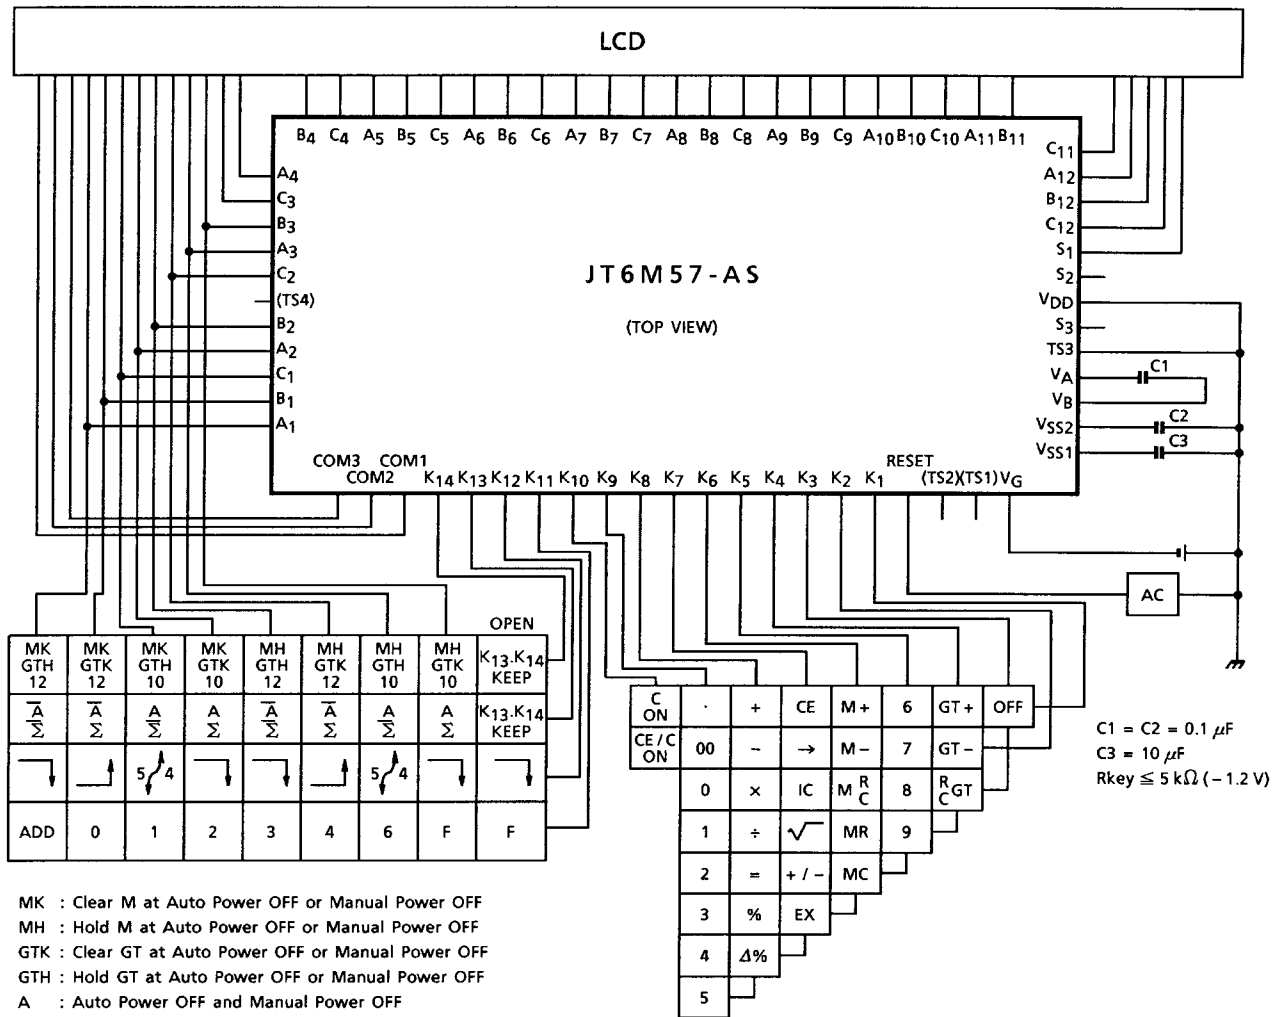 LCD
B4 C4 A5 B5 C5 A6 B6 C6 A7 B7 C7 A8 B8 C8 A9 B9 C9 A10 B10 C10 A11 B11
A4
C3
B3
A3
C2
(TS4)
B2
A2
C1
B1
A1
JT6M57-AS
(TOP VIEW)
C11
A12
B12
C12
S1
S2
VDD
S3
TS3
VA
VB
VSS2
VSS1
C1
C2
C3
COM3 COM1
COM2
K14 K13 K12 K11 K10 K9 K8 K7 K6 K5 K4 K3 K2 K1
RESET
(TS2)(TS1) VG
AC
OPEN
MK GTH 12
MK GTK 12
MK GTH 10
MK GTK 10
MH GTH 12
MH GTK 12
MH GTH 10
MH GTK 10
K13.K14 KEEP
A̅ Σ
A̅ Σ
A Σ
A Σ
A̅ Σ
A̅ Σ
A Σ
A Σ
K13.K14 KEEP
5 4
5 4
ADD 0 1 2 3 4 6 F F
C ON · + CE M+ 6 GT+ OFF
CE/C ON 00 − → M− 7 GT−
0 × IC M R C 8 R C GT
1 ÷ √ MR 9
2 = +/− MC
3 % EX
4 Δ%
5
C1 = C2 = 0.1 μF
C3 = 10 μF
Rkey ≦ 5 kΩ (−1.2 V)
MK : Clear M at Auto Power OFF or Manual Power OFF
MH : Hold M at Auto Power OFF or Manual Power OFF
GTK : Clear GT at Auto Power OFF or Manual Power OFF
GTH : Hold GT at Auto Power OFF or Manual Power OFF
A : Auto Power OFF and Manual Power OFF